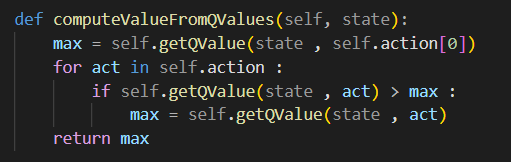 def computeValueFromQValues(self, state):
    max = self.getQValue(state , self.action[0])
    for act in self.action :
        if self.getQValue(state , act) > max :
            max = self.getQValue(state , act)
    return max